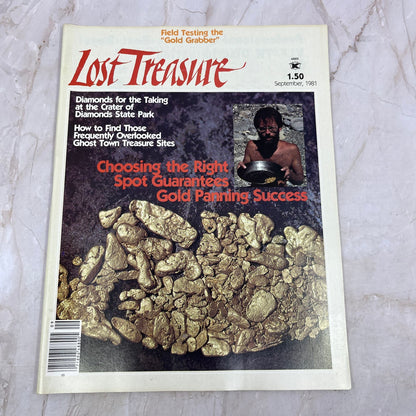 Field Testing the
"Gold Grabber"
Lost Treasure
1.50
September, 1981
Diamonds for the Taking
at the Crater of
Diamonds State Park
How to Find Those
Frequently Overlooked
Ghost Town Treasure Sites
Choosing the Right
Spot Guarantees
Gold Panning Success